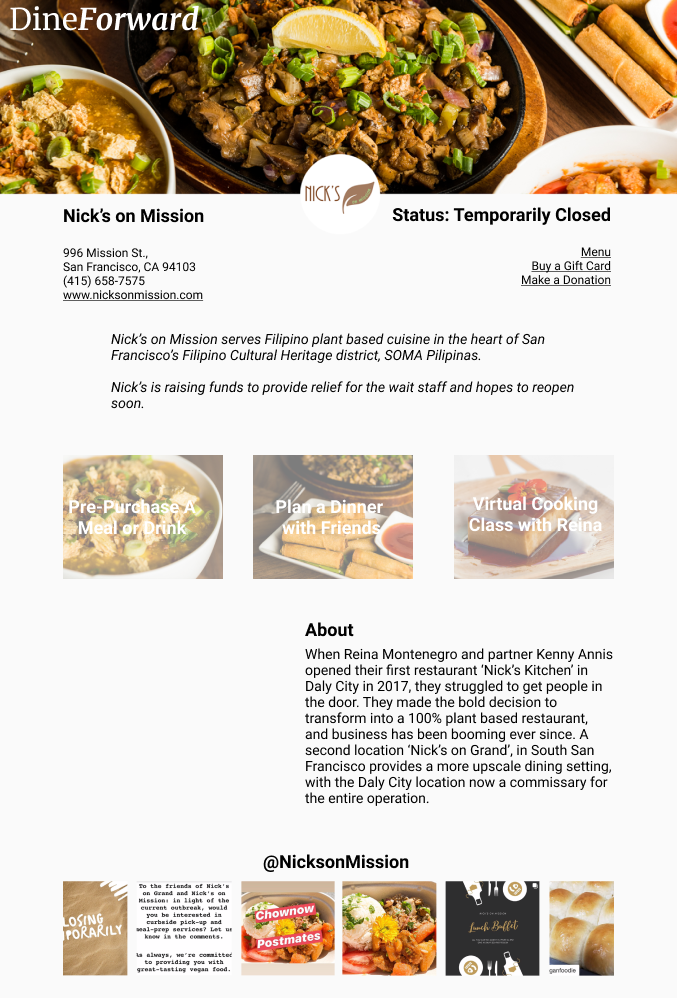 DineForward
NICK'S
Nick's on Mission
Status: Temporarily Closed
996 Mission St.,
San Francisco, CA 94103
(415) 658-7575
www.nicksonmission.com
Menu
Buy a Gift Card
Make a Donation
Nick's on Mission serves Filipino plant based cuisine in the heart of San
Francisco's Filipino Cultural Heritage district, SOMA Pilipinas.
Nick's is raising funds to provide relief for the wait staff and hopes to reopen
soon.
Pre-Purchase A
Meal or Drink
Plan a Dinner
with Friends
Virtual Cooking
Class with Reina
About
When Reina Montenegro and partner Kenny Annis
opened their first restaurant ‘Nick's Kitchen’ in
Daly City in 2017, they struggled to get people in
the door. They made the bold decision to
transform into a 100% plant based restaurant,
and business has been booming ever since. A
second location ‘Nick's on Grand’, in South San
Francisco provides a more upscale dining setting,
with the Daly City location now a commissary for
the entire operation.
@NicksonMission
LOSING
PORARILY
To the friends of Nick's
on Grand and Nick's on
Mission: in light of the
current outbreak, would
you be interested in
curbside pick-up and
meal-prep services? Let us
know in the comments.
As always, we're committed
to providing you with
great-tasting vegan food.
Chownow
Postmates
NICK'S ON MISSION
Lunch Buffet
ganfoodie